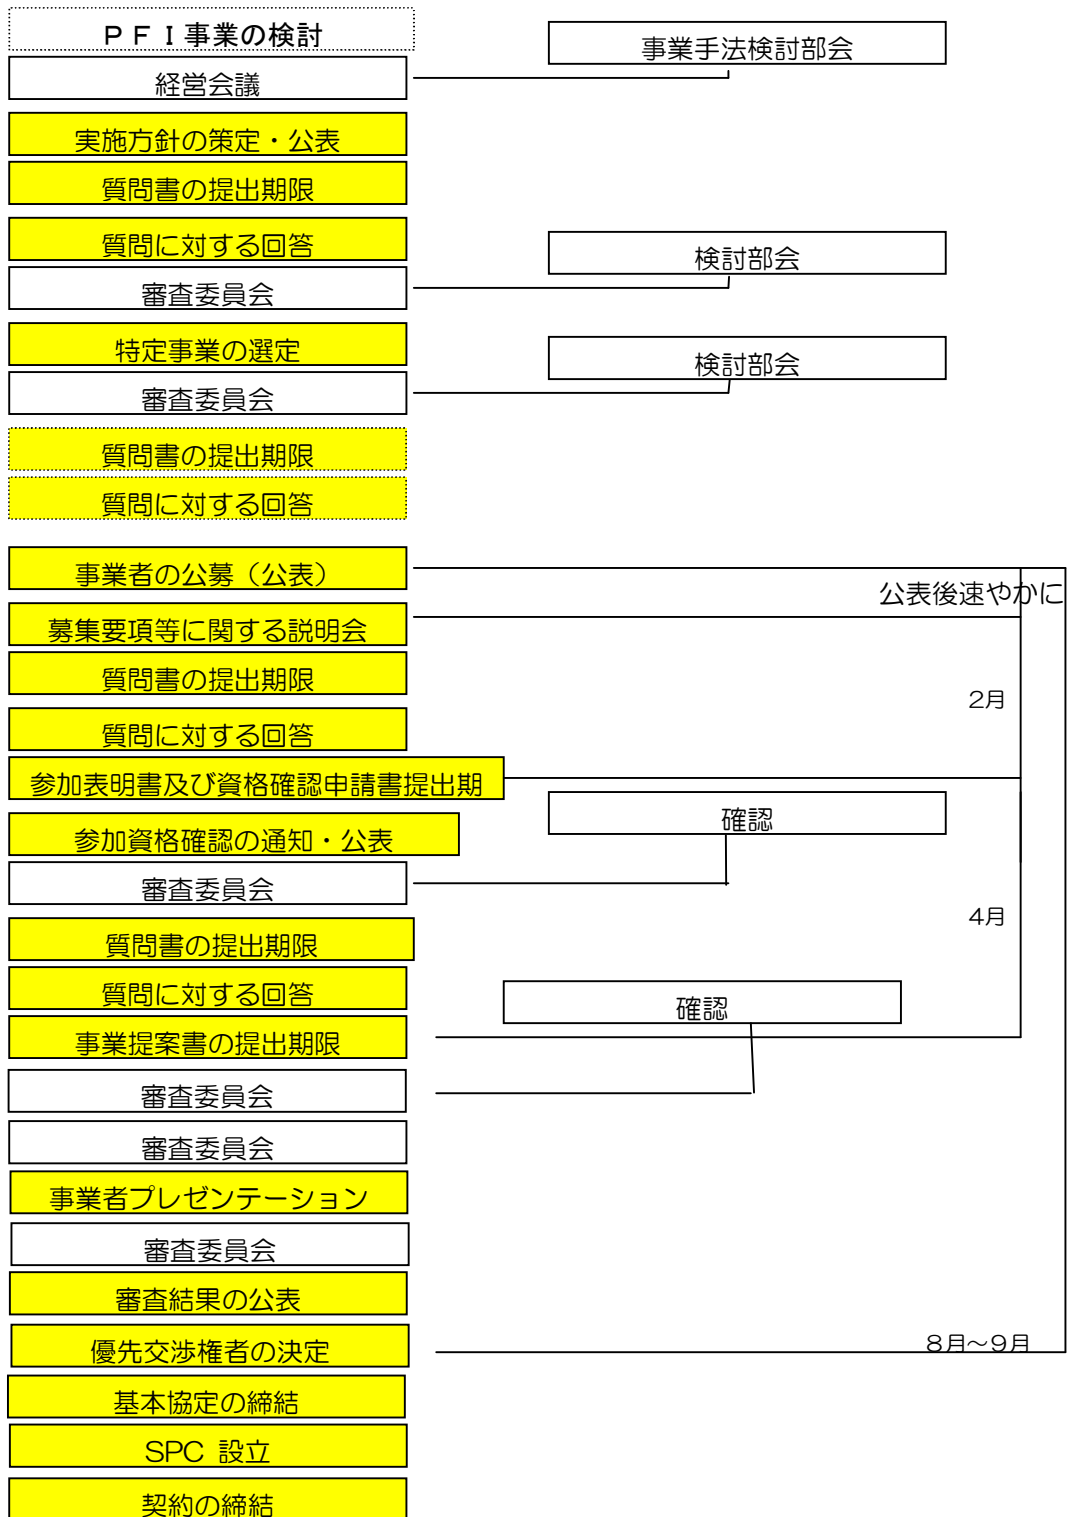 ＰＦＩ事業の検討
事業手法検討部会
経営会議
実施方針の策定・公表
質問書の提出期限
質問に対する回答
検討部会
審査委員会
特定事業の選定
検討部会
審査委員会
質問書の提出期限
質問に対する回答
事業者の公募（公表）
公表後速やかに
募集要項等に関する説明会
質問書の提出期限
2月
質問に対する回答
参加表明書及び資格確認申請書提出期
確認
参加資格確認の通知・公表
審査委員会
4月
質問書の提出期限
質問に対する回答
確認
事業提案書の提出期限
審査委員会
審査委員会
事業者プレゼンテーション
審査委員会
審査結果の公表
優先交渉権者の決定
8月～9月
基本協定の締結
SPC 設立
契約の締結